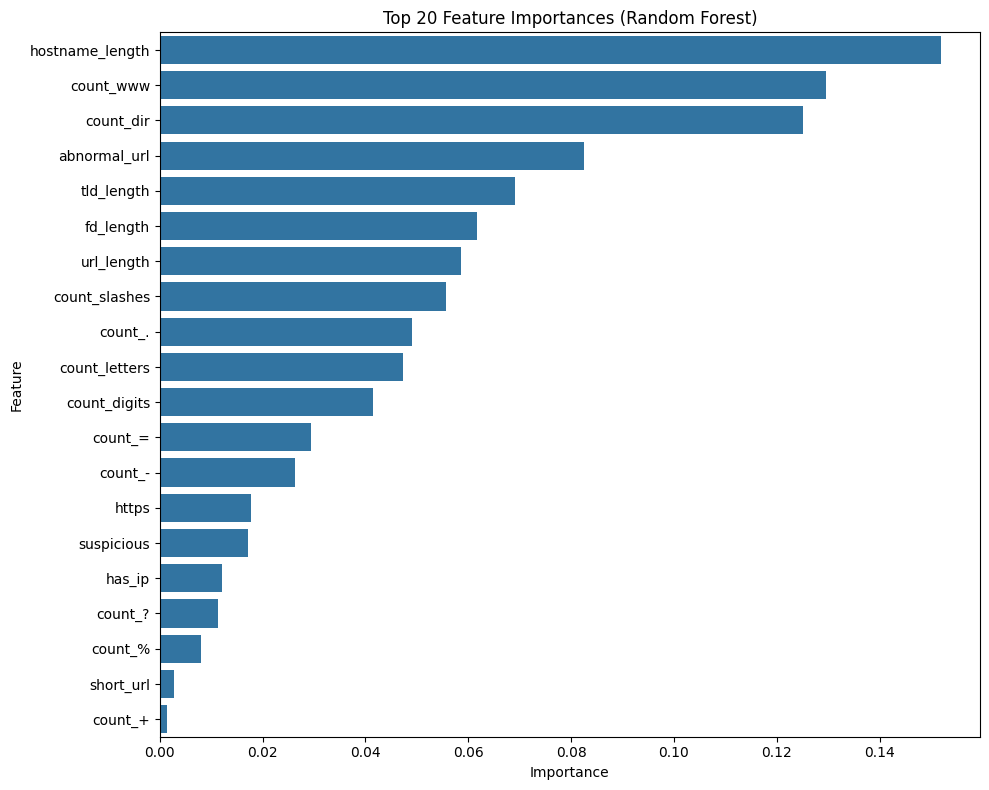 Top 20 Feature Importances (Random Forest)
hostname_length
count_www
count_dir
abnormal_url
tld_length
fd_length
url_length
count_slashes
count_.
count_letters
count_digits
count_=
count_-
https
suspicious
has_ip
count_?
count_%
short_url
count_+
Feature
0.00 0.02 0.04 0.06 0.08 0.10 0.12 0.14
Importance